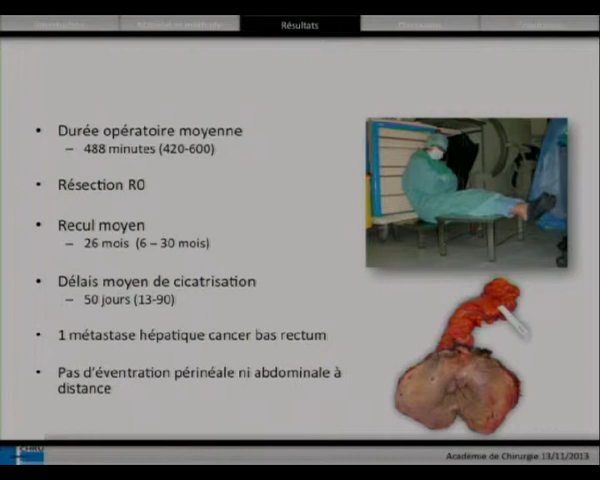 Résultats
Durée opératoire moyenne
– 488 minutes (420-600)
Résection R0
Recul moyen
– 26 mois (6 – 30 mois)
Délais moyen de cicatrisation
– 50 jours (13-90)
1 métastase hépatique cancer bas rectum
Pas d'éventration périnéale ni abdominale à
distance
Académie de Chirurgie 13/11/2013